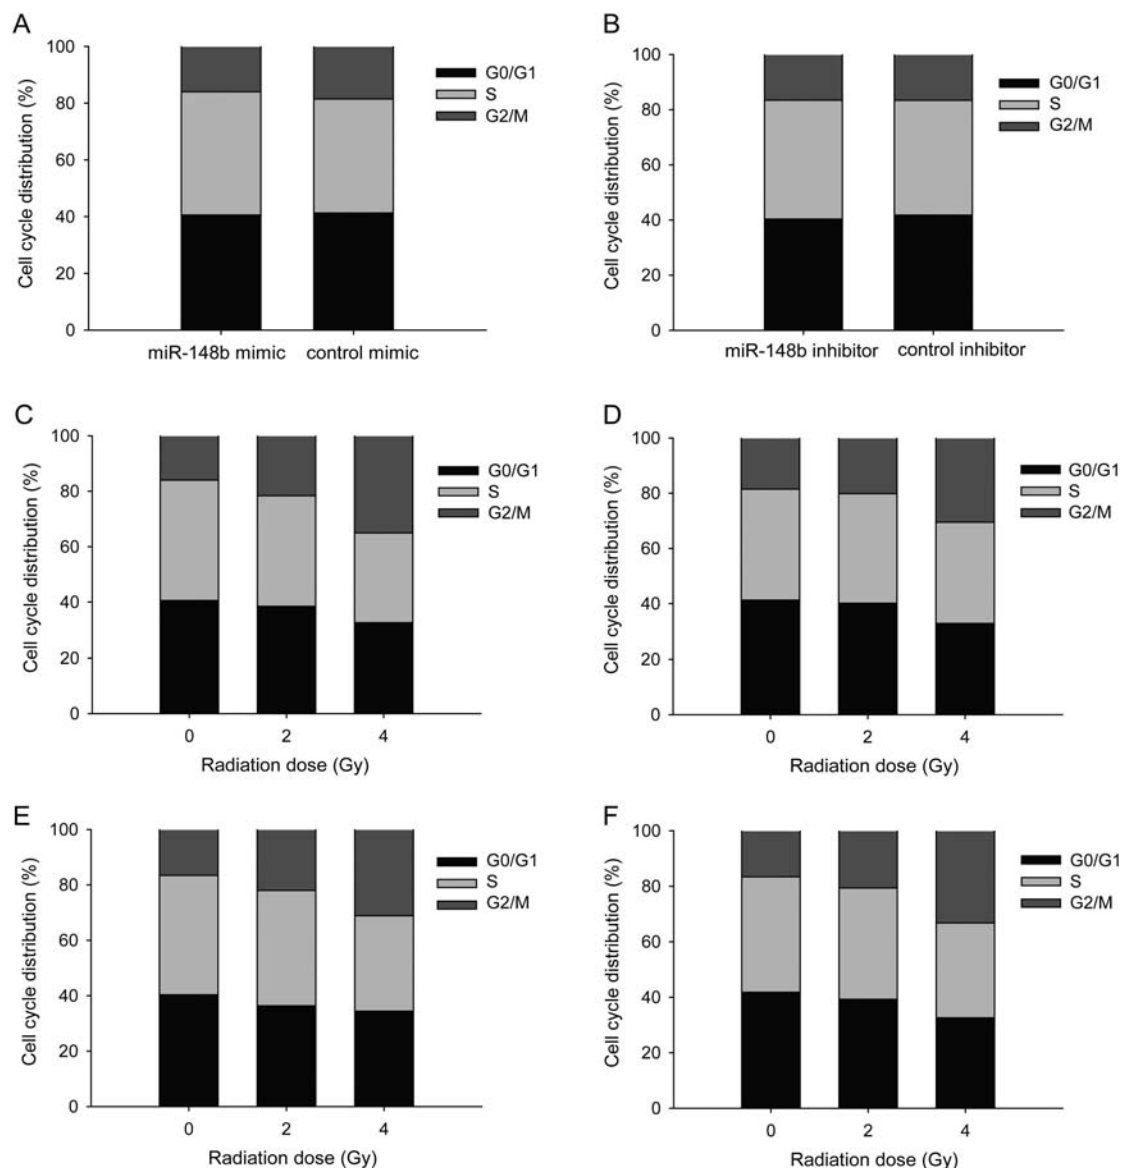 A
Cell cycle distribution (%)
100
80
60
40
20
0
miR-148b mimic
control mimic
G0/G1
S
G2/M
B
Cell cycle distribution (%)
100
80
60
40
20
0
miR-148b inhibitor
control inhibitor
G0/G1
S
G2/M
C
Cell cycle distribution (%)
100
80
60
40
20
0
0 2 4
Radiation dose (Gy)
G0/G1
S
G2/M
D
Cell cycle distribution (%)
100
80
60
40
20
0
0 2 4
Radiation dose (Gy)
G0/G1
S
G2/M
E
Cell cycle distribution (%)
100
80
60
40
20
0
0 2 4
Radiation dose (Gy)
G0/G1
S
G2/M
F
Cell cycle distribution (%)
100
80
60
40
20
0
0 2 4
Radiation dose (Gy)
G0/G1
S
G2/M